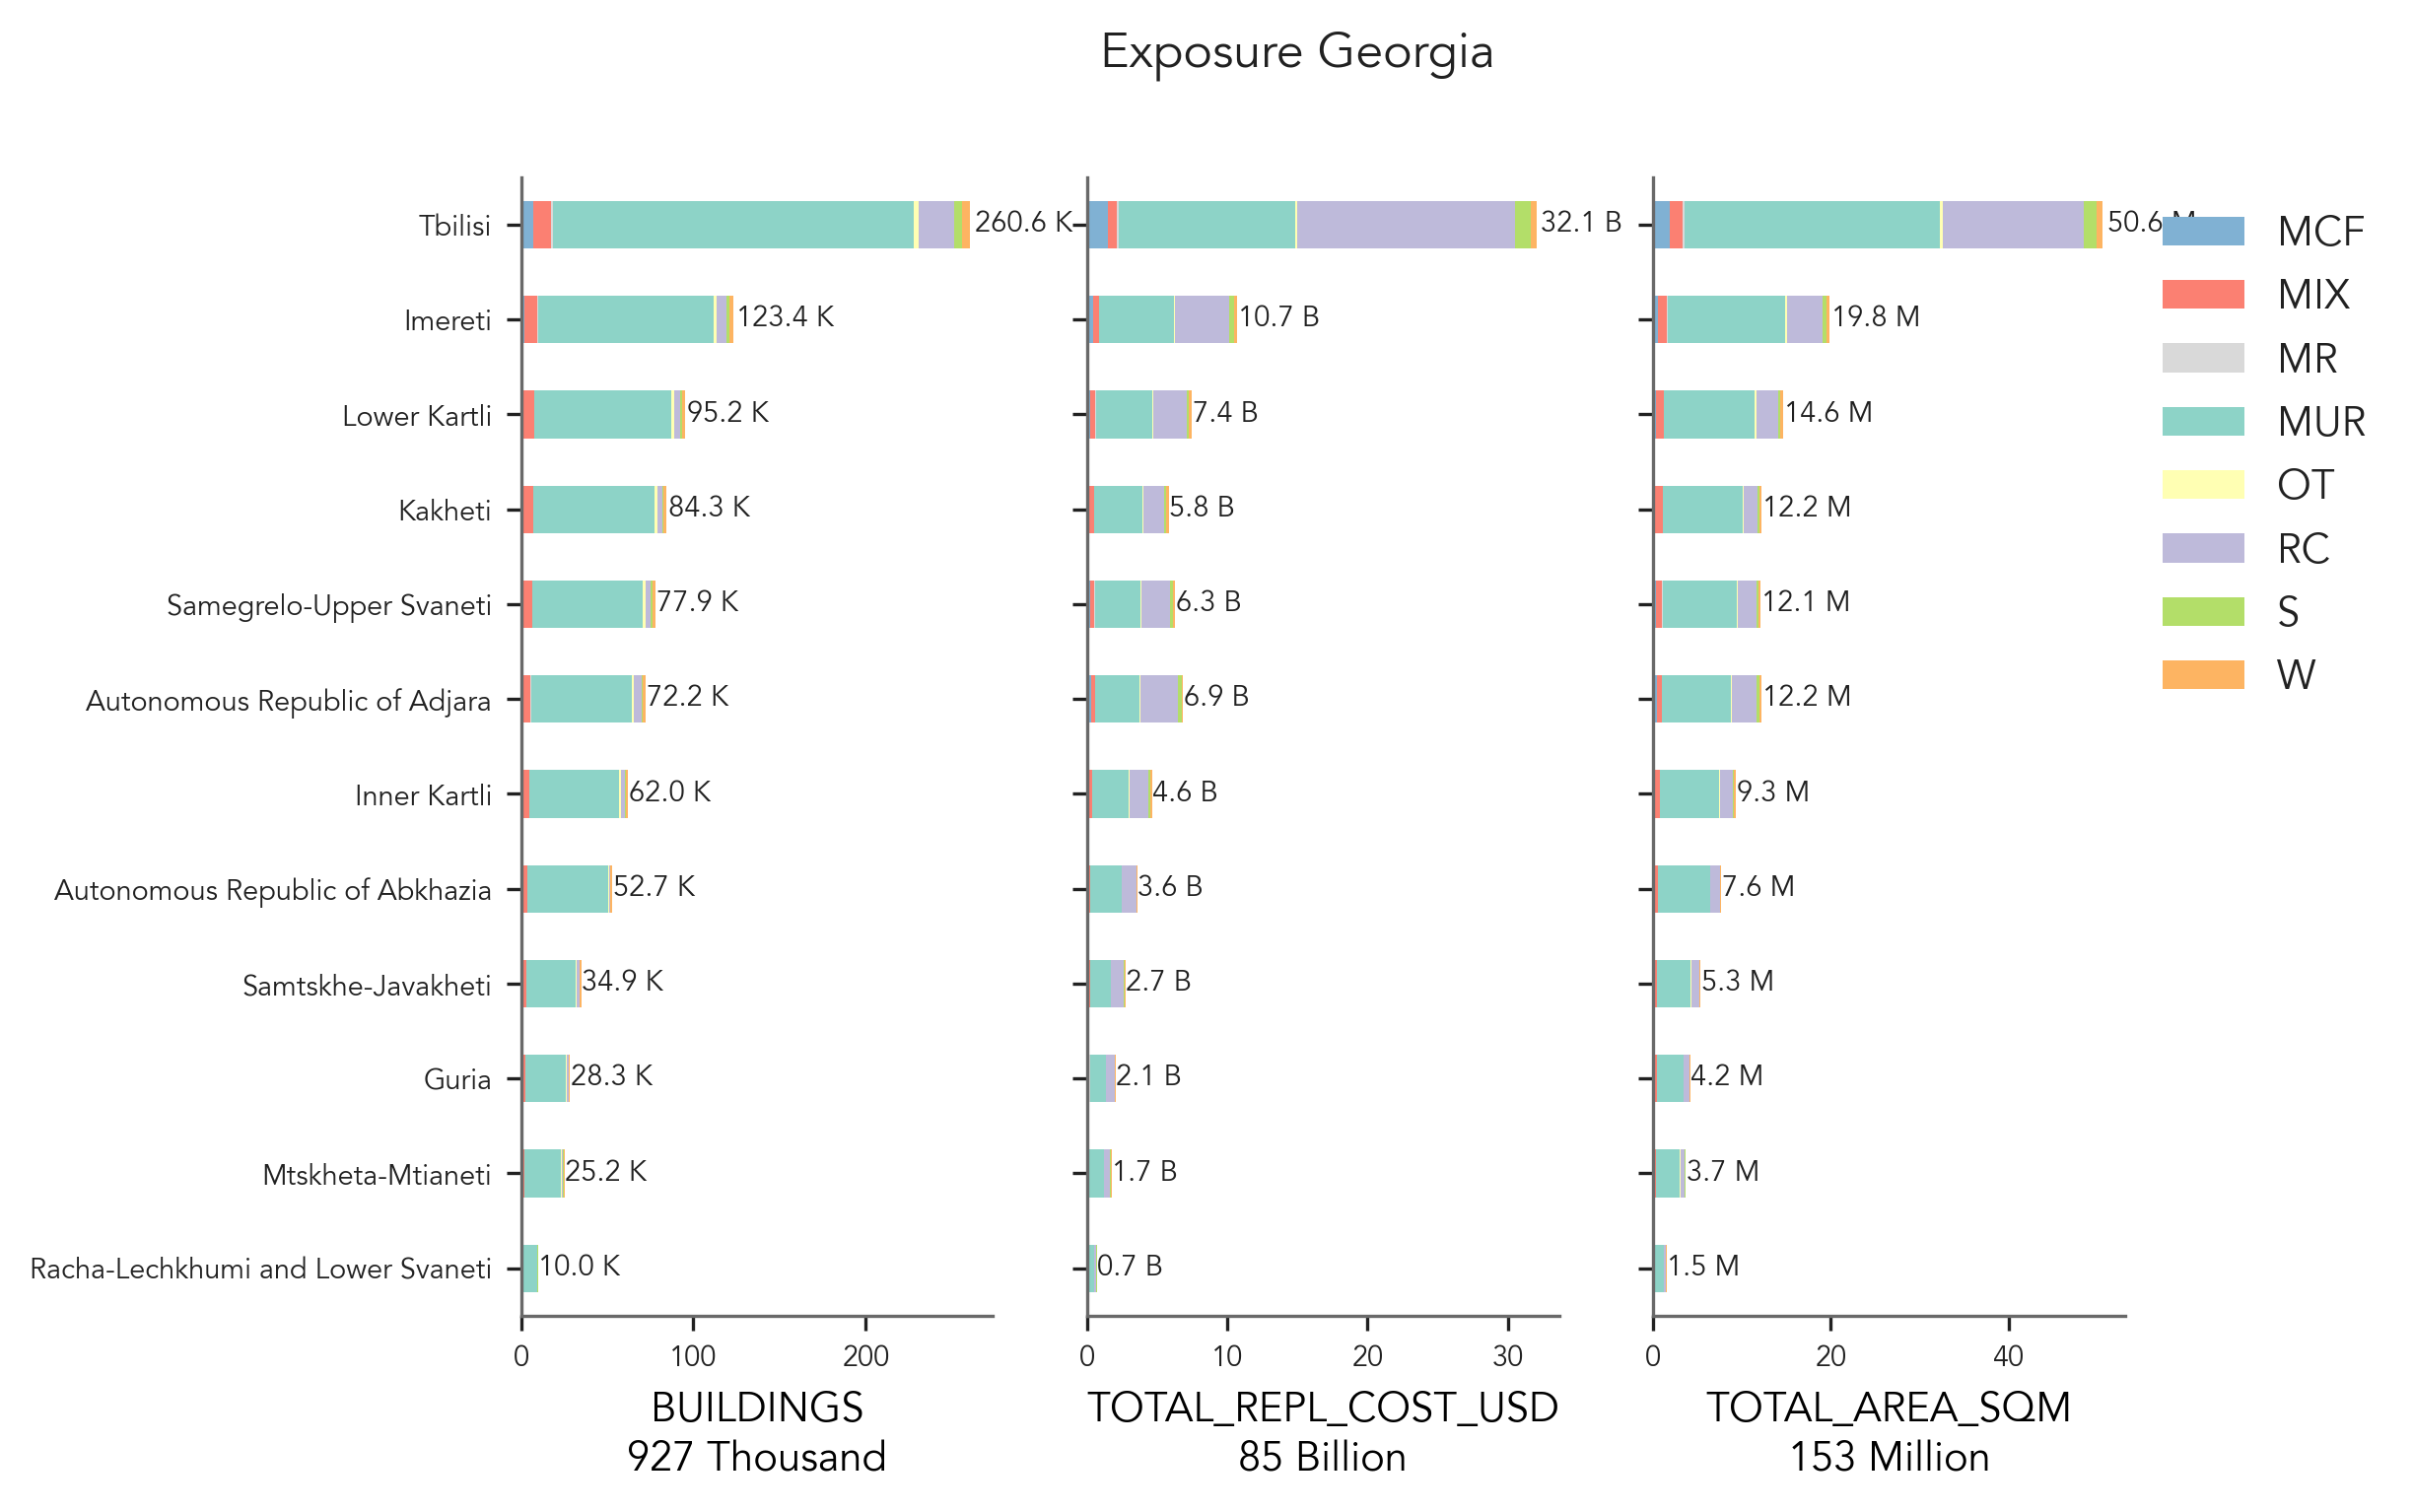 Exposure Georgia
Tbilisi
Imereti
Lower Kartli
Kakheti
Samegrelo-Upper Svaneti
Autonomous Republic of Adjara
Inner Kartli
Autonomous Republic of Abkhazia
Samtskhe-Javakheti
Guria
Mtskheta-Mtianeti
Racha-Lechkhumi and Lower Svaneti
260.6 K
123.4 K
95.2 K
84.3 K
77.9 K
72.2 K
62.0 K
52.7 K
34.9 K
28.3 K
25.2 K
10.0 K
0 100 200
BUILDINGS
927 Thousand
32.1 B
10.7 B
7.4 B
5.8 B
6.3 B
6.9 B
4.6 B
3.6 B
2.7 B
2.1 B
1.7 B
0.7 B
0 10 20 30
TOTAL_REPL_COST_USD
85 Billion
50.6 M
19.8 M
14.6 M
12.2 M
12.1 M
12.2 M
9.3 M
7.6 M
5.3 M
4.2 M
3.7 M
1.5 M
0 20 40
TOTAL_AREA_SQM
153 Million
MCF
MIX
MR
MUR
OT
RC
S
W